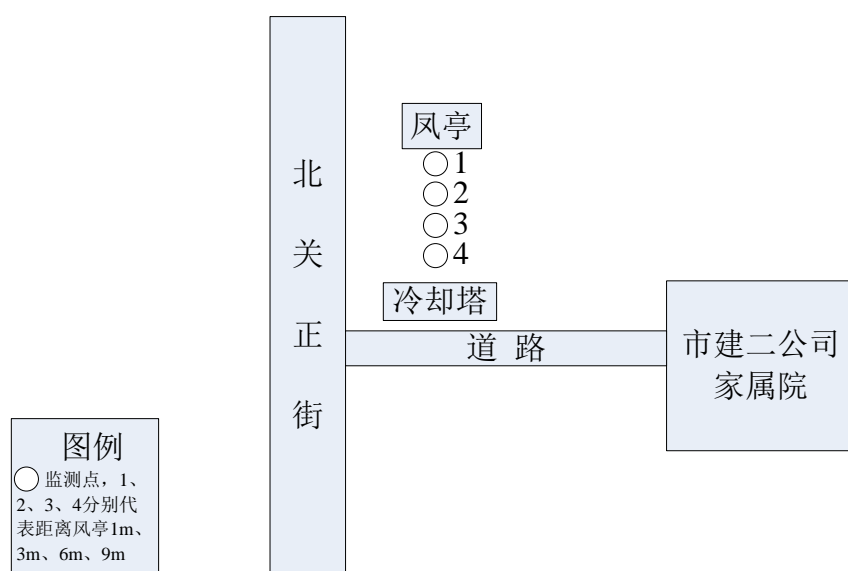 凤亭
1
2
3
4
北关正街
冷却塔
道 路
市建二公司
家属院
图例
监测点，1、
2、3、4分别代
表距离风亭1m、
3m、6m、9m